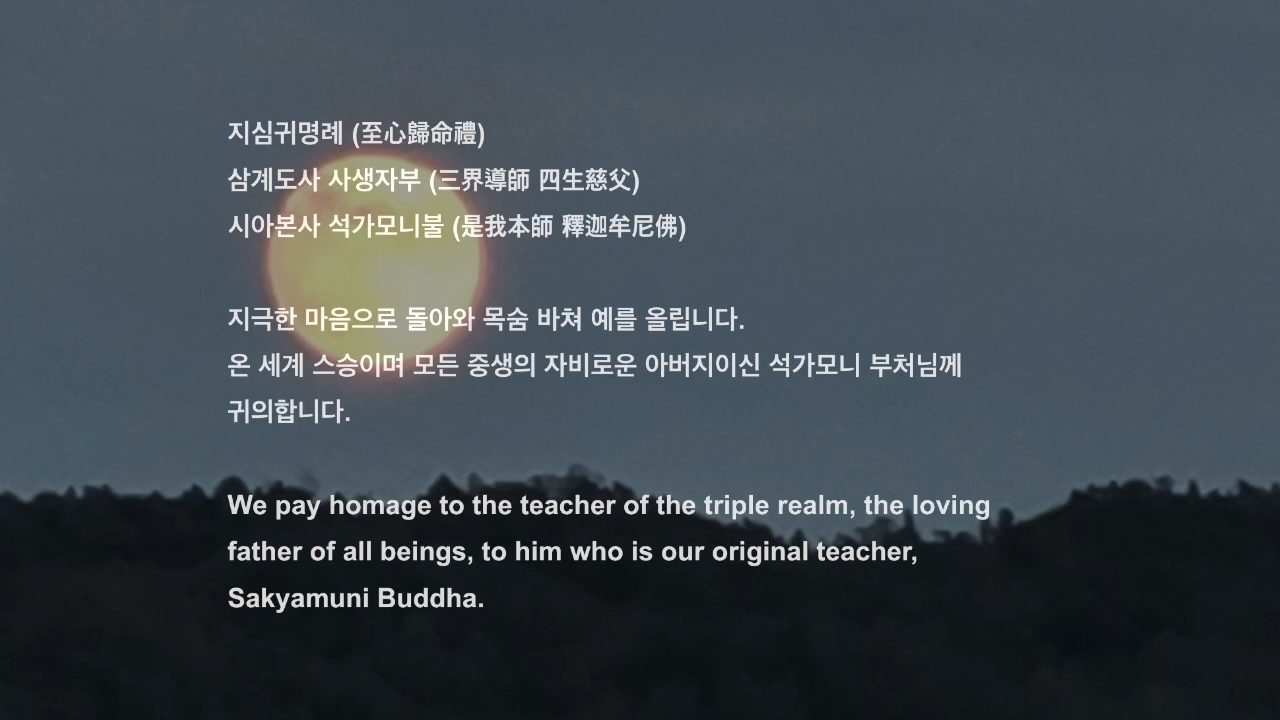 지심귀명례 (至心歸命禮)
삼계도사 사생자부 (三界導師 四生慈父)
시아본사 석가모니불 (是我本師 釋迦牟尼佛)
지극한 마음으로 돌아와 목숨 바쳐 예를 올립니다.
온 세계 스승이며 모든 중생의 자비로운 아버지이신 석가모니 부처님께
귀의합니다.
We pay homage to the teacher of the triple realm, the loving
father of all beings, to him who is our original teacher,
Sakyamuni Buddha.